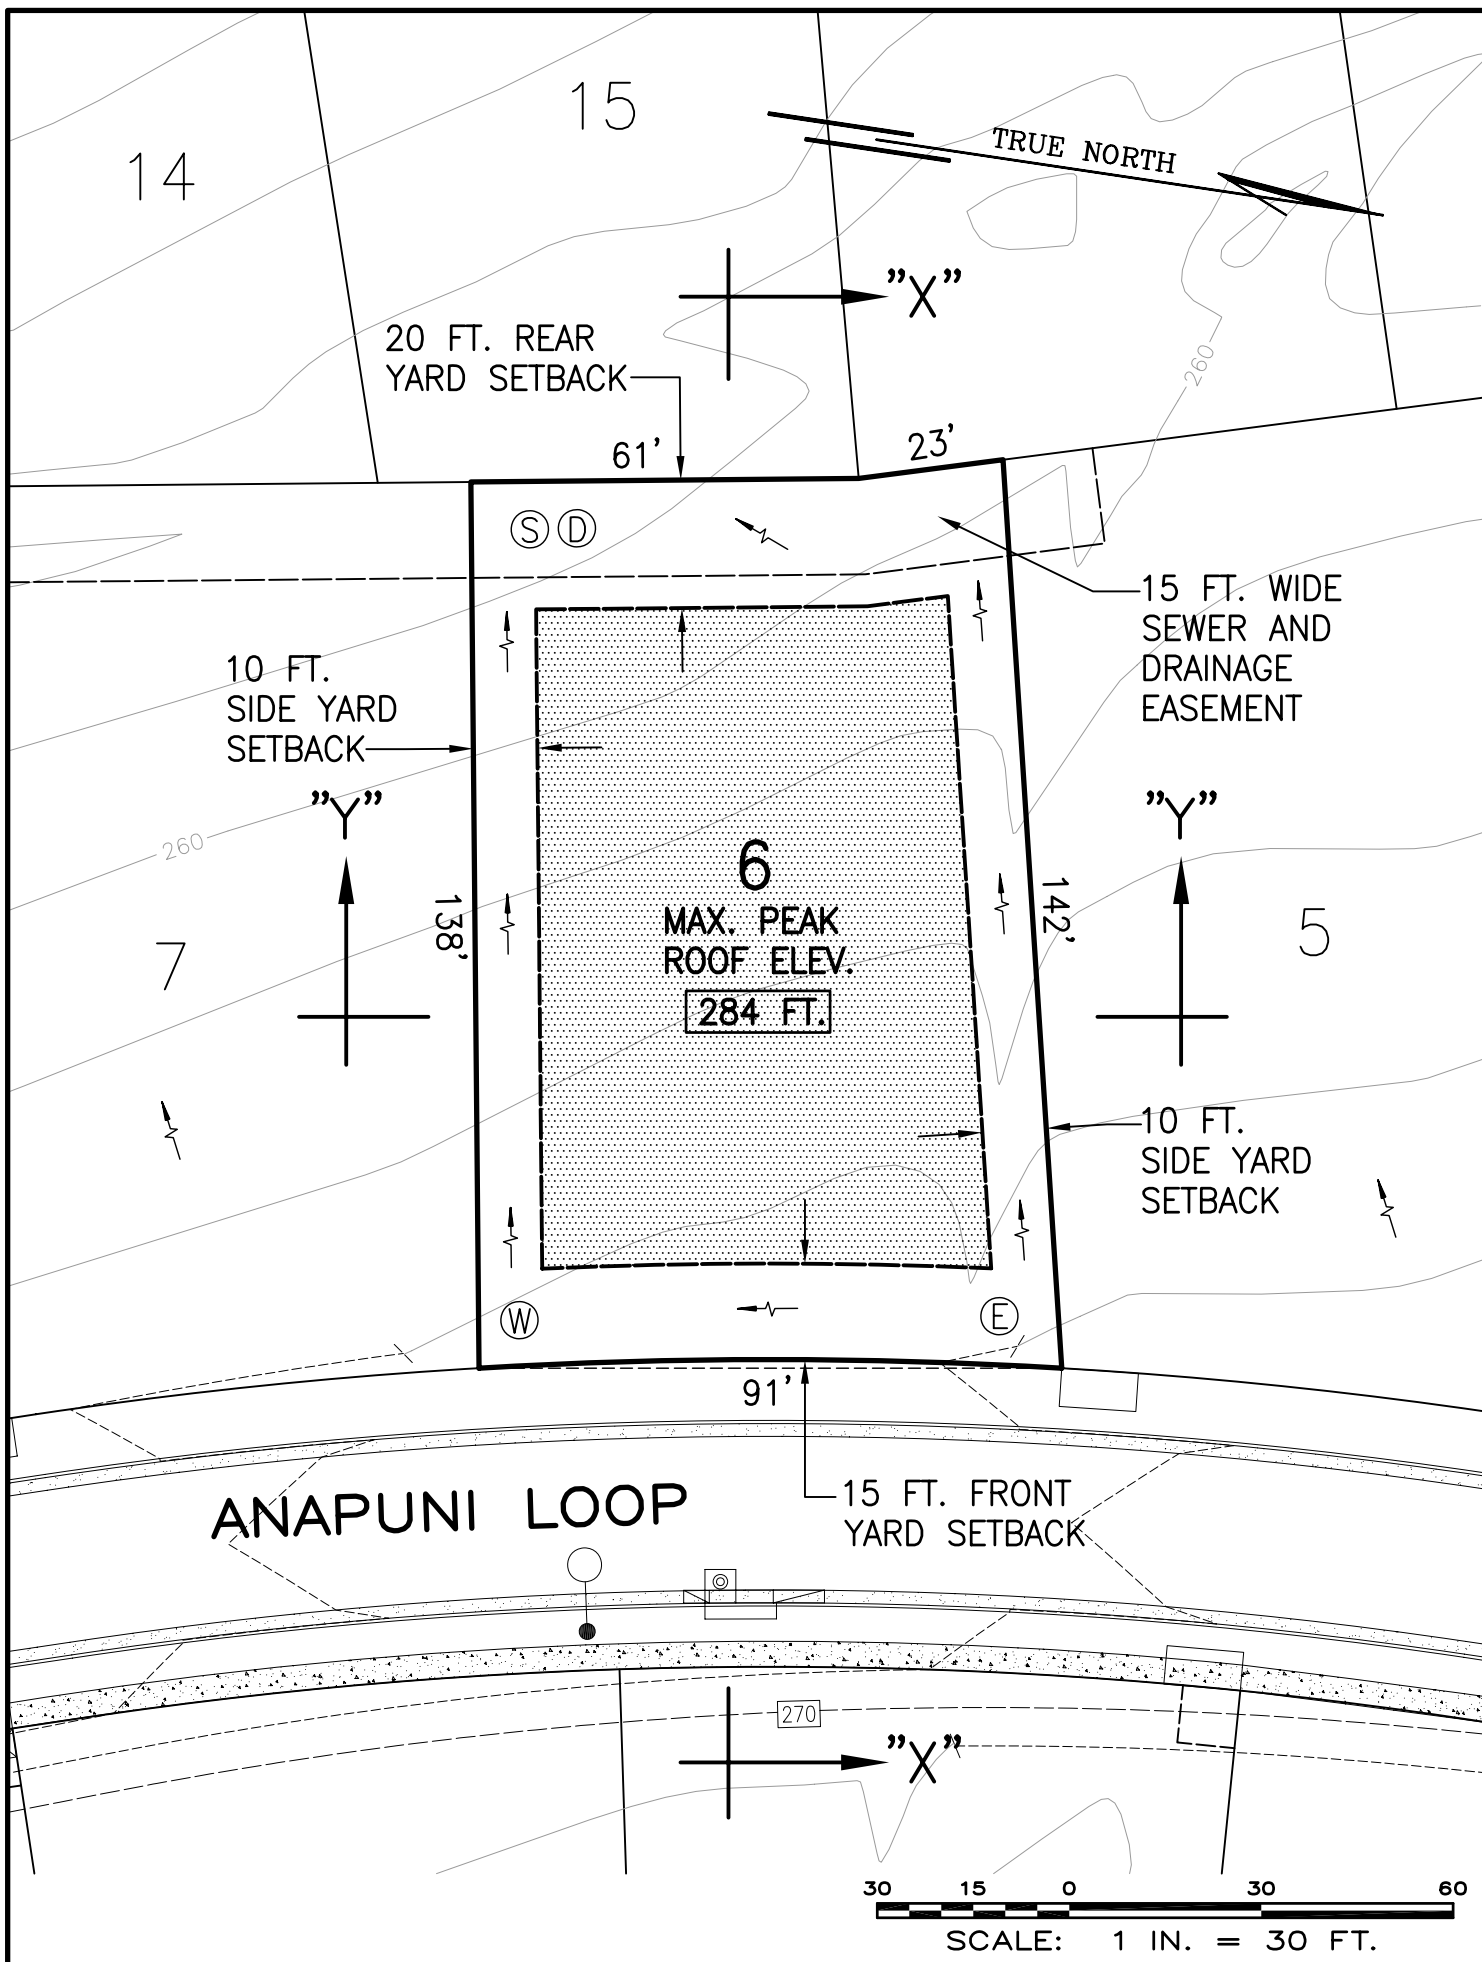 15
14
TRUE NORTH
"X"
20 FT. REAR
YARD SETBACK
260
61'
23'
S D
15 FT. WIDE
SEWER AND
DRAINAGE
EASEMENT
10 FT.
SIDE YARD
SETBACK
"Y"
"Y"
260
6
MAX. PEAK
ROOF ELEV.
284 FT.
138'
142'
7
5
10 FT.
SIDE YARD
SETBACK
W
E
91'
15 FT. FRONT
YARD SETBACK
ANAPUNI LOOP
270
"X"
30 15 0 30 60
SCALE: 1 IN. = 30 FT.